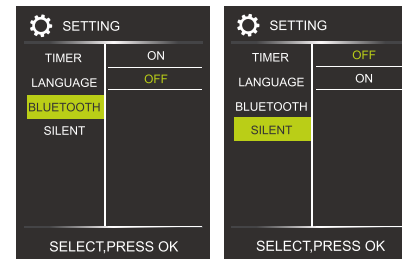 SETTING
TIMER ON
LANGUAGE OFF
BLUETOOTH
SILENT
SELECT,PRESS OK
SETTING
TIMER OFF
LANGUAGE ON
BLUETOOTH
SILENT
SELECT,PRESS OK